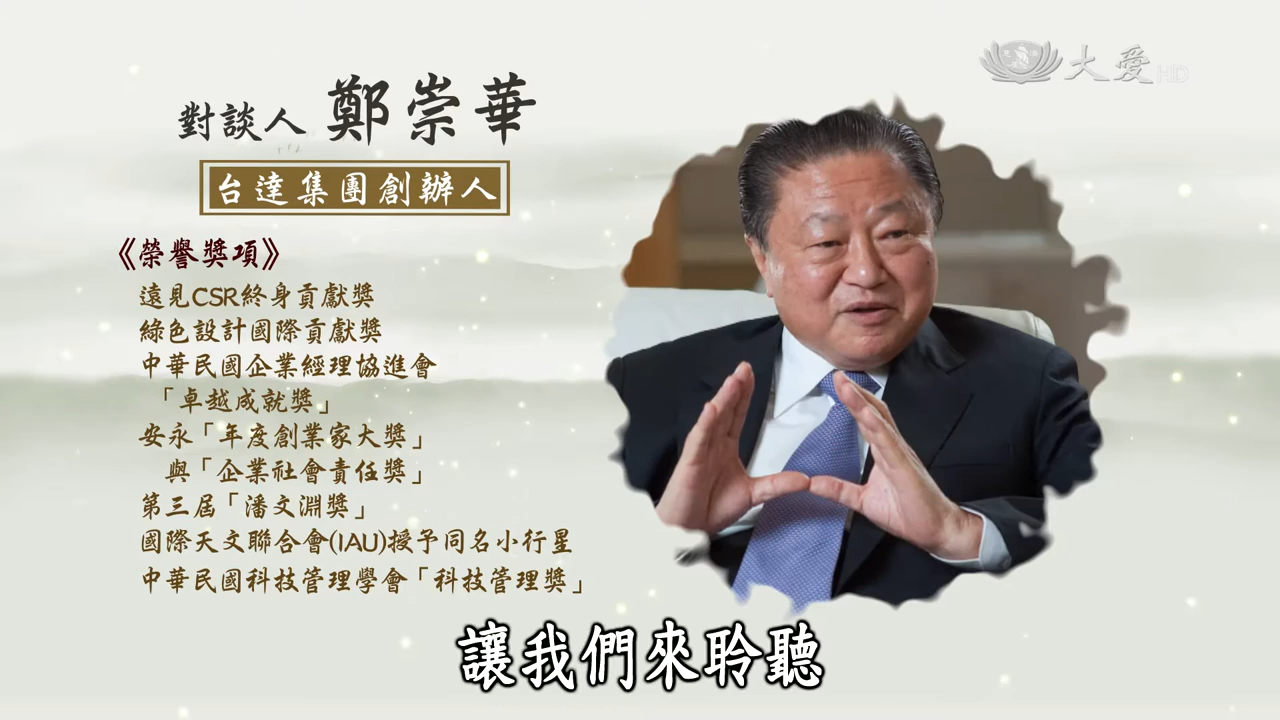 大愛HD
對談人 鄭崇華
台達集團創辦人
《榮譽獎項》
遠見CSR終身貢獻獎
綠色設計國際貢獻獎
中華民國企業經理協進會
「卓越成就獎」
安永「年度創業家大獎」
與「企業社會責任獎」
第三屆「潘文淵獎」
國際天文聯合會(IAU)授予同名小行星
中華民國科技管理學會「科技管理獎」
讓我們來聆聽